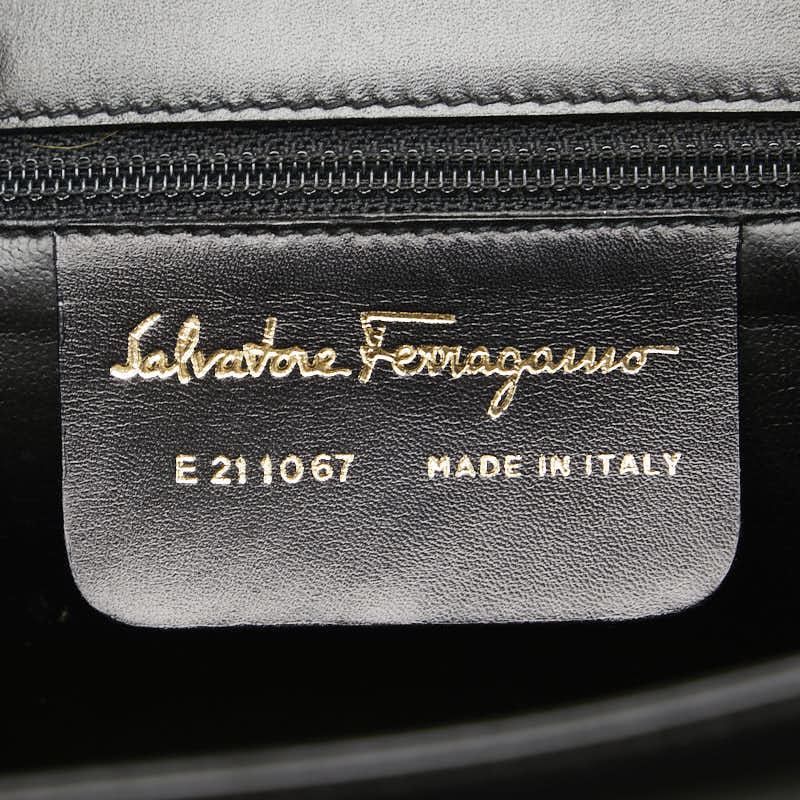 Salvatore Ferragamo
E 21 1067 MADE IN ITALY